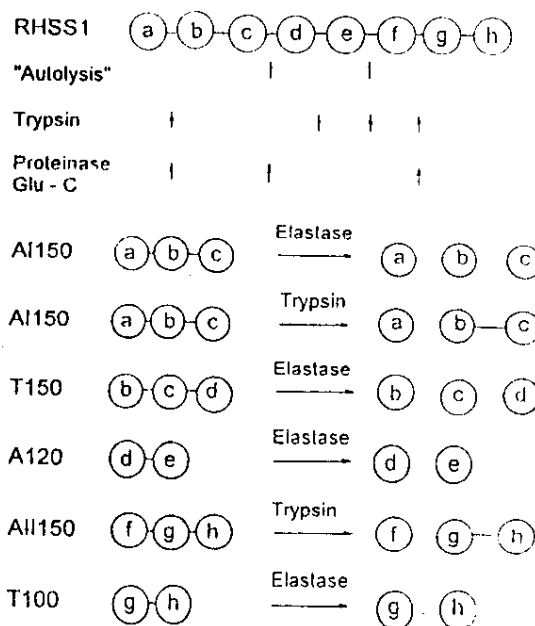 RHSS1 a b c d e f g h
"Autolysis"
Trypsin
Proteinase
Glu - C
AI150 a b c Elastase a b c
AI150 a b c Trypsin a b c
T150 b c d Elastase b c d
A120 d e Elastase d e
AII150 f g h Trypsin f g h
T100 g h Elastase g h